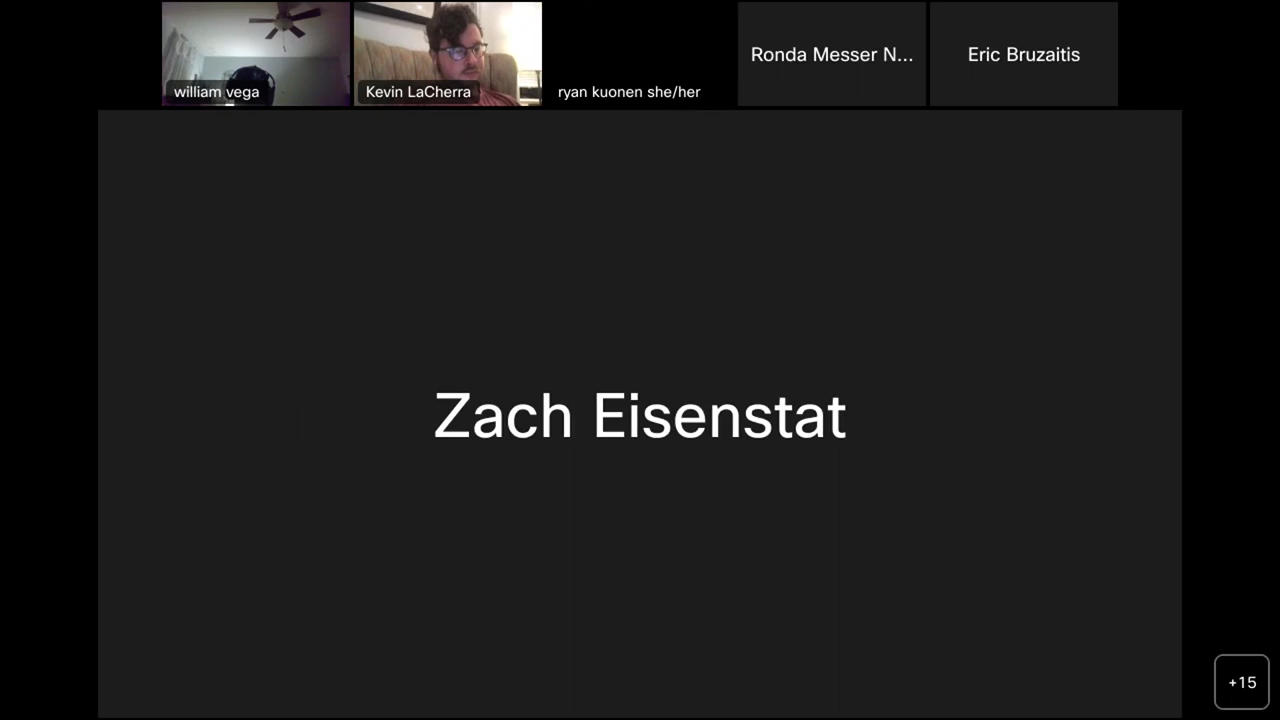 william vega
Kevin LaCherra
ryan kuonen she/her
Ronda Messer N...
Eric Bruzaitis
Zach Eisenstat
+15